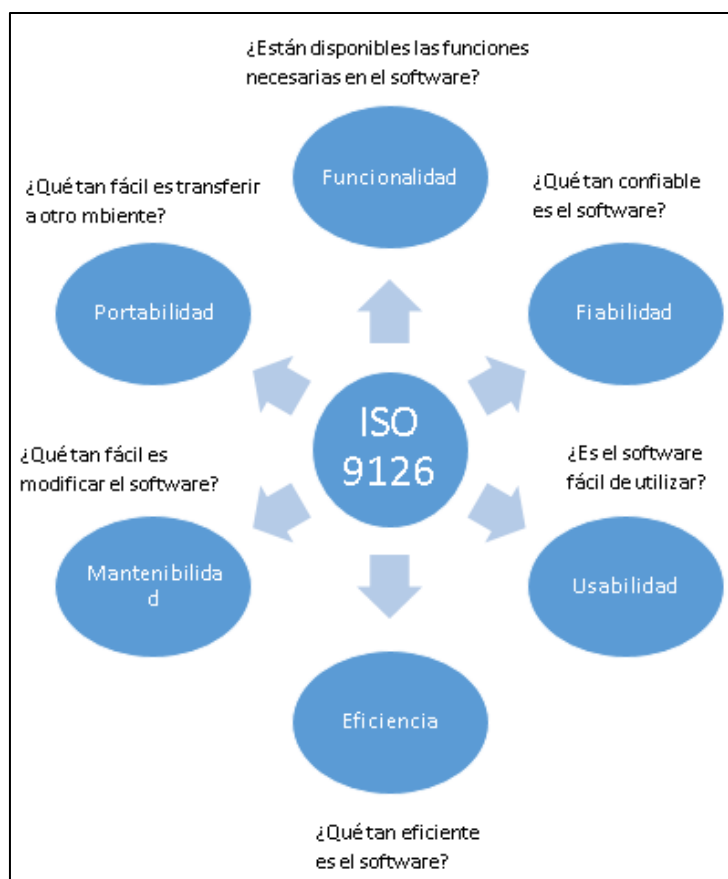 ¿Están disponibles las funciones
necesarias en el software?
Funcionalidad
¿Qué tan confiable
es el software?
Fiabilidad
¿Es el software
fácil de utilizar?
Usabilidad
¿Qué tan eficiente
es el software?
Eficiencia
¿Qué tan fácil es
modificar el software?
Mantenibilida
d
¿Qué tan fácil es transferir
a otro mbiente?
Portabilidad
ISO
9126